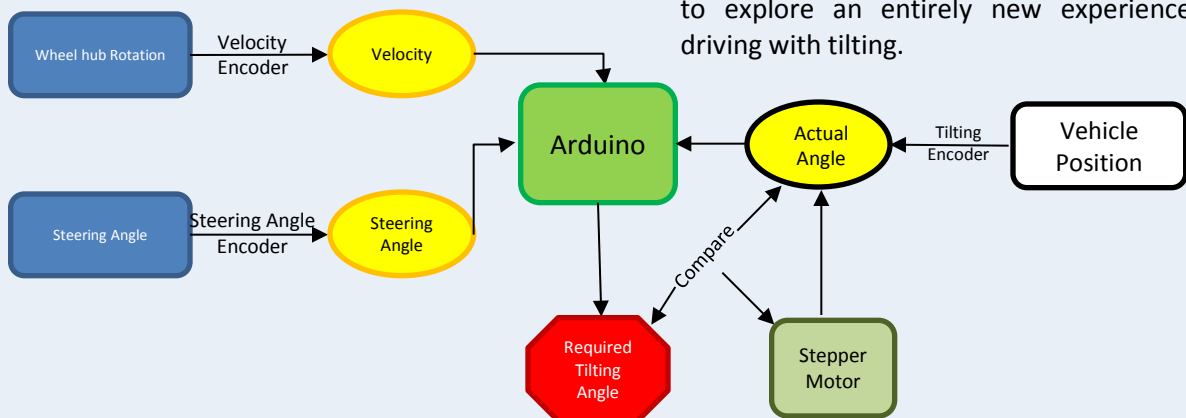 to explore an entirely new experience
driving with tilting.
Wheel hub Rotation
Velocity
Encoder
Velocity
Arduino
Actual
Angle
Tilting
Encoder
Vehicle
Position
Steering Angle
Steering Angle
Encoder
Steering
Angle
Compare
Required
Tilting
Angle
Stepper
Motor